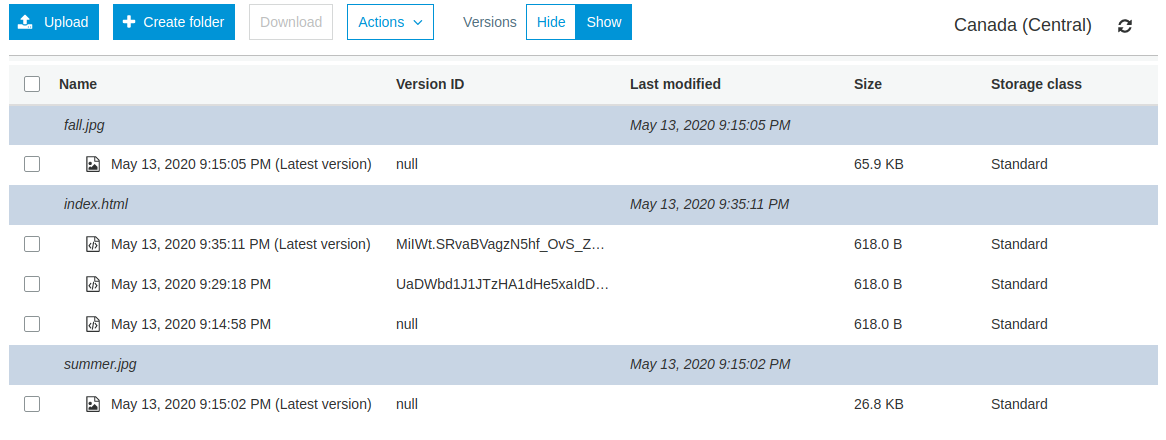 Upload Create folder Download Actions Versions Hide Show Canada (Central)
Name Version ID Last modified Size Storage class
fall.jpg May 13, 2020 9:15:05 PM
May 13, 2020 9:15:05 PM (Latest version) null 65.9 KB Standard
index.html May 13, 2020 9:35:11 PM
May 13, 2020 9:35:11 PM (Latest version) MiIWt.SRvaBVagzN5hf_OvS_Z… 618.0 B Standard
May 13, 2020 9:29:18 PM UaDWbd1J1JTzHA1dHe5xaIdD… 618.0 B Standard
May 13, 2020 9:14:58 PM null 618.0 B Standard
summer.jpg May 13, 2020 9:15:02 PM
May 13, 2020 9:15:02 PM (Latest version) null 26.8 KB Standard